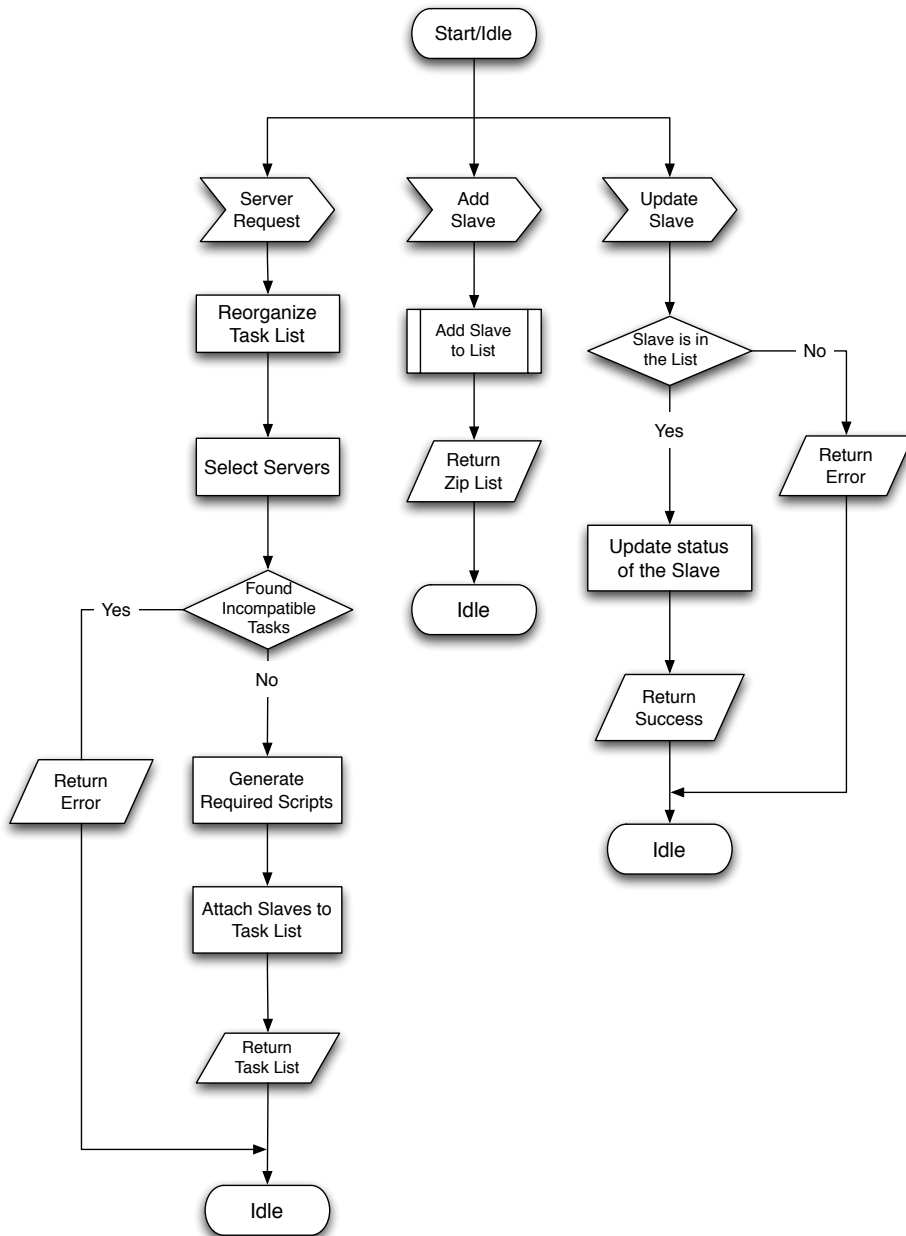 Start/Idle
Server
Request
Add
Slave
Update
Slave
Reorganize
Task List
Add Slave
to List
Slave is in
the List
No
Yes
Select Servers
Return
Zip List
Return
Error
Update status
of the Slave
Found
Incompatible
Tasks
Yes
Idle
No
Return
Success
Return
Error
Generate
Required Scripts
Idle
Attach Slaves to
Task List
Return
Task List
Idle